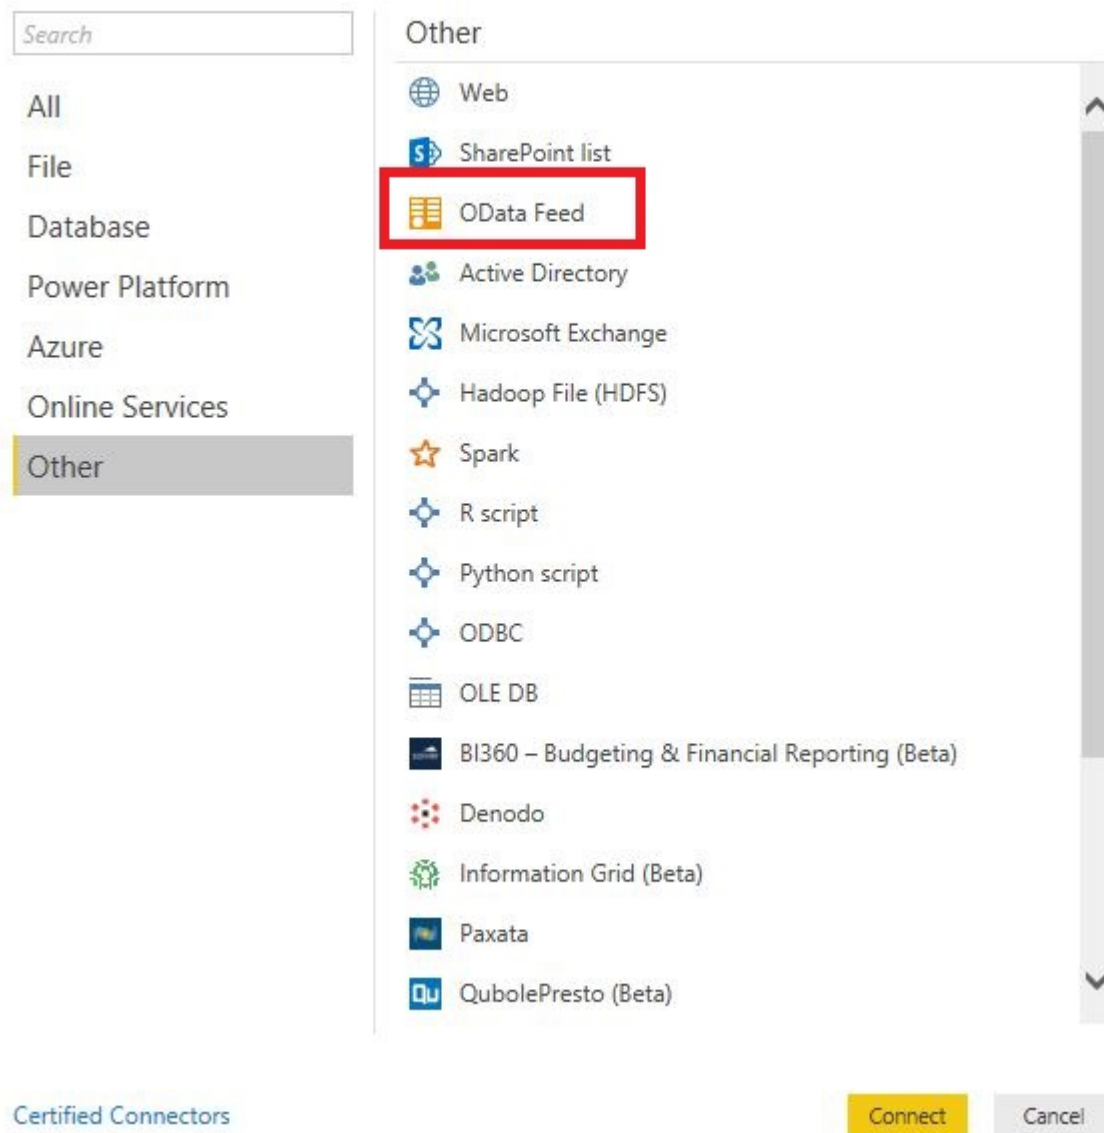 Search
All
File
Database
Power Platform
Azure
Online Services
Other
Other
Web
SharePoint list
OData Feed
Active Directory
Microsoft Exchange
Hadoop File (HDFS)
Spark
R script
Python script
ODBC
OLE DB
BI360 – Budgeting & Financial Reporting (Beta)
Denodo
Information Grid (Beta)
Paxata
QubolePresto (Beta)
Certified Connectors
Connect
Cancel